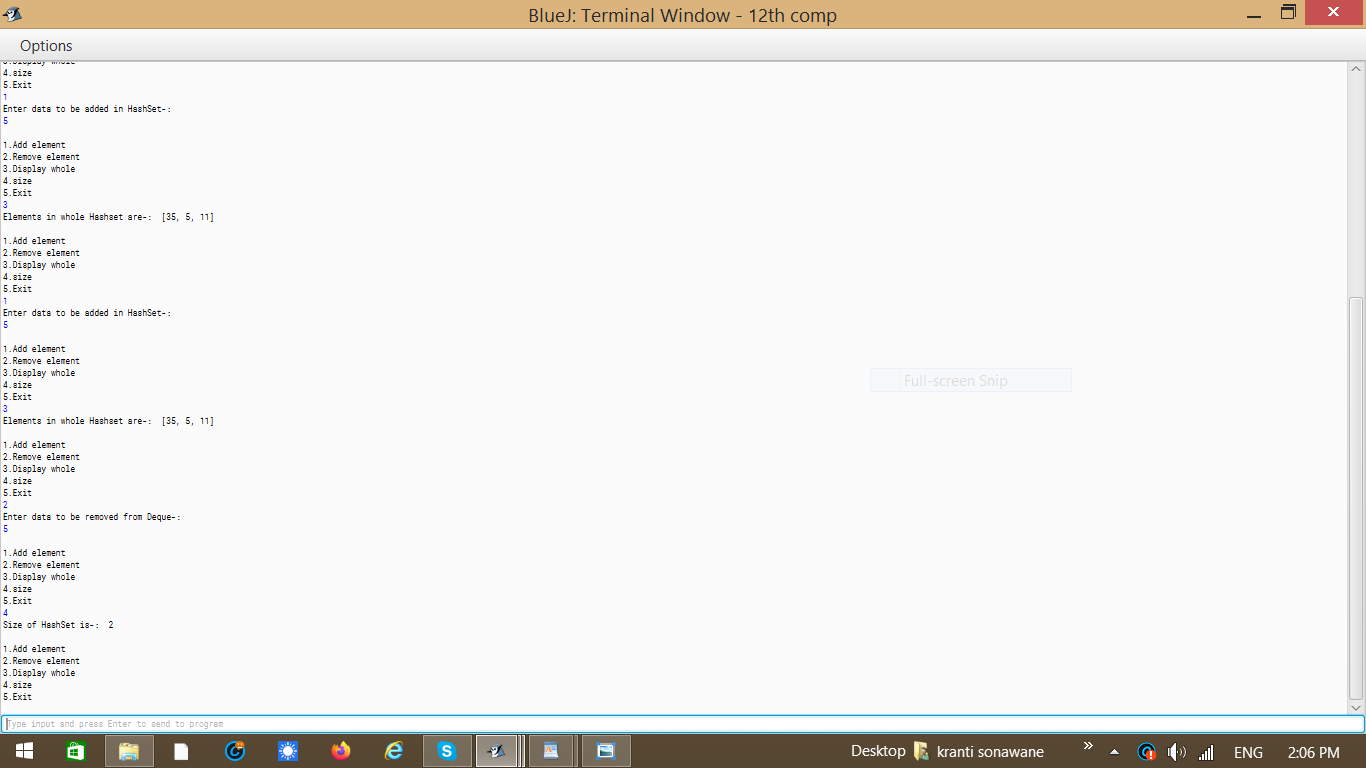 BlueJ: Terminal Window - 12th comp
Options
3.Display whole
4.size
5.Exit
1
Enter data to be added in HashSet-:
5
1.Add element
2.Remove element
3.Display whole
4.size
5.Exit
3
Elements in whole Hashset are-:  [35, 5, 11]
1.Add element
2.Remove element
3.Display whole
4.size
5.Exit
1
Enter data to be added in HashSet-:
5
1.Add element
2.Remove element
3.Display whole
4.size
5.Exit
3
Elements in whole Hashset are-:  [35, 5, 11]
1.Add element
2.Remove element
3.Display whole
4.size
5.Exit
2
Enter data to be removed from Deque-:
5
1.Add element
2.Remove element
3.Display whole
4.size
5.Exit
4
Size of HashSet is-:  2
1.Add element
2.Remove element
3.Display whole
4.size
5.Exit
Full-screen Snip
Type input and press Enter to send to program
Desktop
kranti sonawane
ENG
2:06 PM